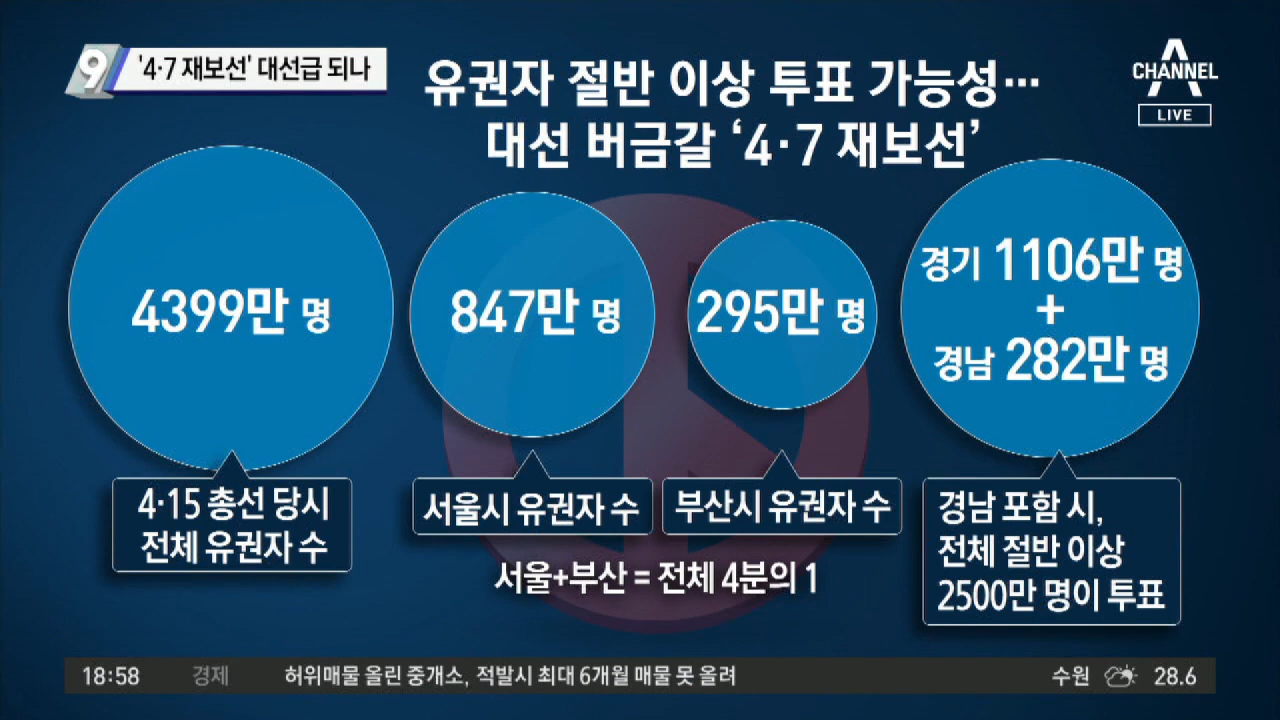 9 '4·7 재보선' 대선급 되나
유권자 절반 이상 투표 가능성…
대선 버금갈 '4·7 재보선'
CHANNEL A
LIVE
4399만 명
847만 명
295만 명
경기 1106만 명
+
경남 282만 명
4·15 총선 당시
전체 유권자 수
서울시 유권자 수
부산시 유권자 수
서울+부산 = 전체 4분의 1
경남 포함 시,
전체 절반 이상
2500만 명이 투표
18:58 경제 허위매물 올린 중개소, 적발시 최대 6개월 매물 못 올려 수원 28.6